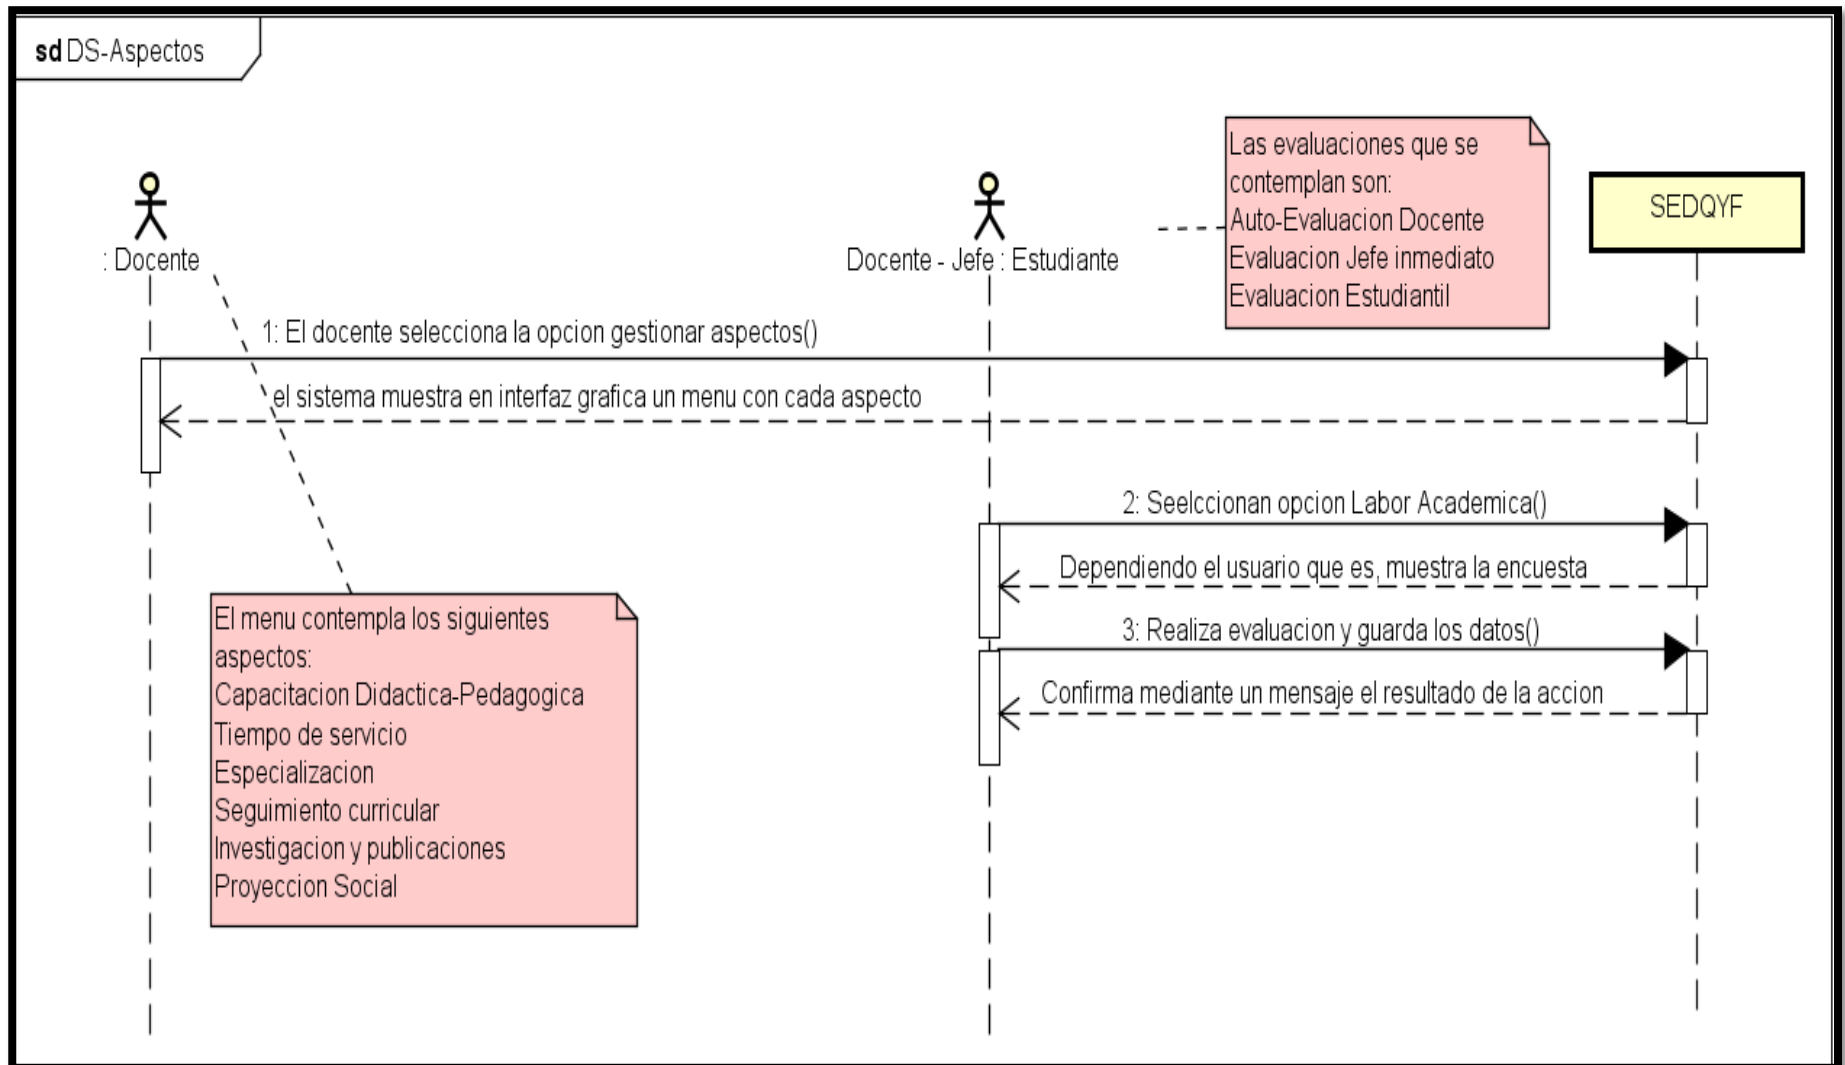 sd DS-Aspectos
Las evaluaciones que se
contemplan son:
Auto-Evaluacion Docente
Evaluacion Jefe inmediato
Evaluacion Estudiantil
SEDQYF
: Docente
Docente - Jefe : Estudiante
1: El docente selecciona la opcion gestionar aspectos()
el sistema muestra en interfaz grafica un menu con cada aspecto
2: Seelccionan opcion Labor Academica()
Dependiendo el usuario que es, muestra la encuesta
3: Realiza evaluacion y guarda los datos()
Confirma mediante un mensaje el resultado de la accion
El menu contempla los siguientes
aspectos:
Capacitacion Didactica-Pedagogica
Tiempo de servicio
Especializacion
Seguimiento curricular
Investigacion y publicaciones
Proyeccion Social